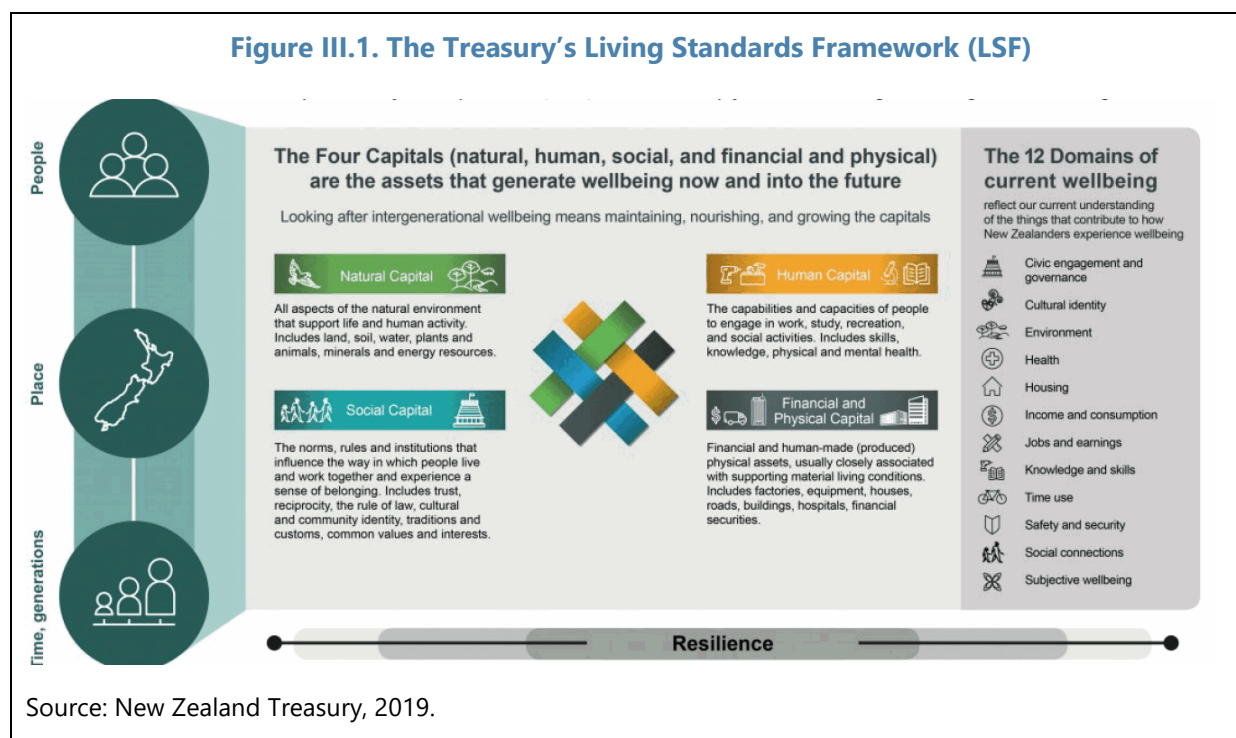 Figure III.1. The Treasury's Living Standards Framework (LSF)
People
Place
Time, generations
The Four Capitals (natural, human, social, and financial and physical)
are the assets that generate wellbeing now and into the future
Looking after intergenerational wellbeing means maintaining, nourishing, and growing the capitals
Natural Capital
All aspects of the natural environment
that support life and human activity.
Includes land, soil, water, plants and
animals, minerals and energy resources.
Human Capital
The capabilities and capacities of people
to engage in work, study, recreation,
and social activities. Includes skills,
knowledge, physical and mental health.
Social Capital
The norms, rules and institutions that
influence the way in which people live
and work together and experience a
sense of belonging. Includes trust,
reciprocity, the rule of law, cultural
and community identity, traditions and
customs, common values and interests.
Financial and
Physical Capital
Financial and human-made (produced)
physical assets, usually closely associated
with supporting material living conditions.
Includes factories, equipment, houses,
roads, buildings, hospitals, financial
securities.
The 12 Domains of
current wellbeing
reflect our current understanding
of the things that contribute to how
New Zealanders experience wellbeing
Civic engagement and
governance
Cultural identity
Environment
Health
Housing
Income and consumption
Jobs and earnings
Knowledge and skills
Time use
Safety and security
Social connections
Subjective wellbeing
Resilience
Source: New Zealand Treasury, 2019.